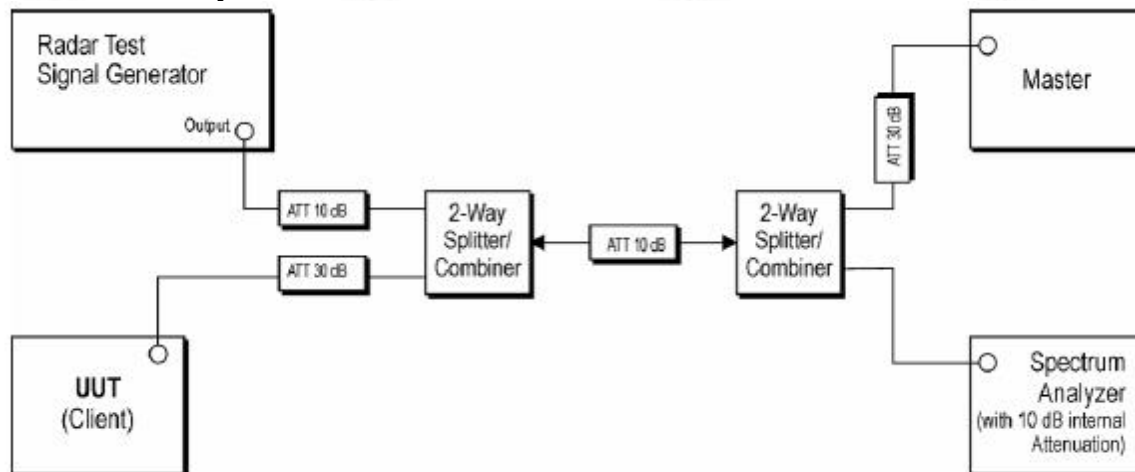 Radar Test
Signal Generator
Output
ATT 10 dB
ATT 30 dB
UUT
(Client)
2-Way
Splitter/
Combiner
ATT 10 dB
2-Way
Splitter/
Combiner
ATT 30 dB
Master
Spectrum
Analyzer
(with 10 dB internal
Attenuation)